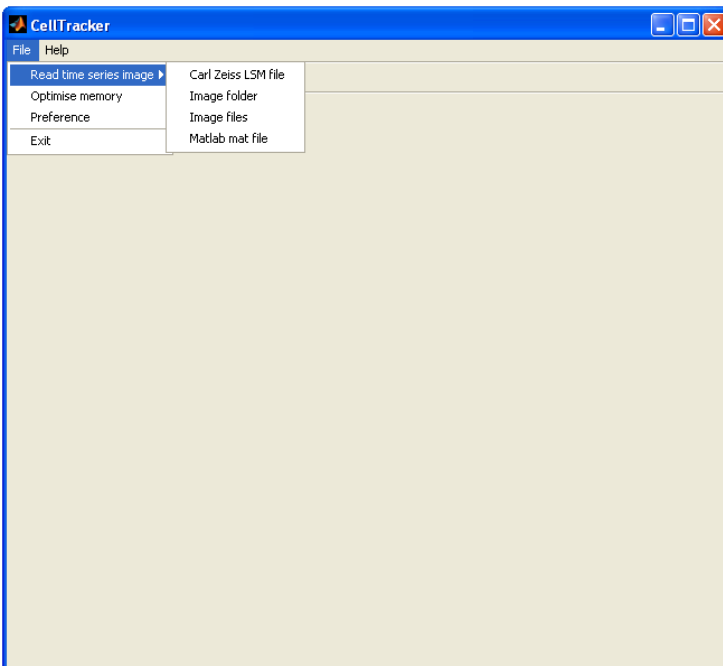 CellTracker
File Help
Read time series image
Optimise memory
Preference
Exit
Carl Zeiss LSM file
Image folder
Image files
Matlab mat file